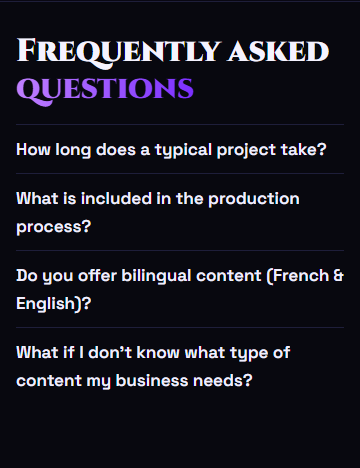 Frequently asked
questions
How long does a typical project take?
What is included in the production
process?
Do you offer bilingual content (French &
English)?
What if I don’t know what type of
content my business needs?